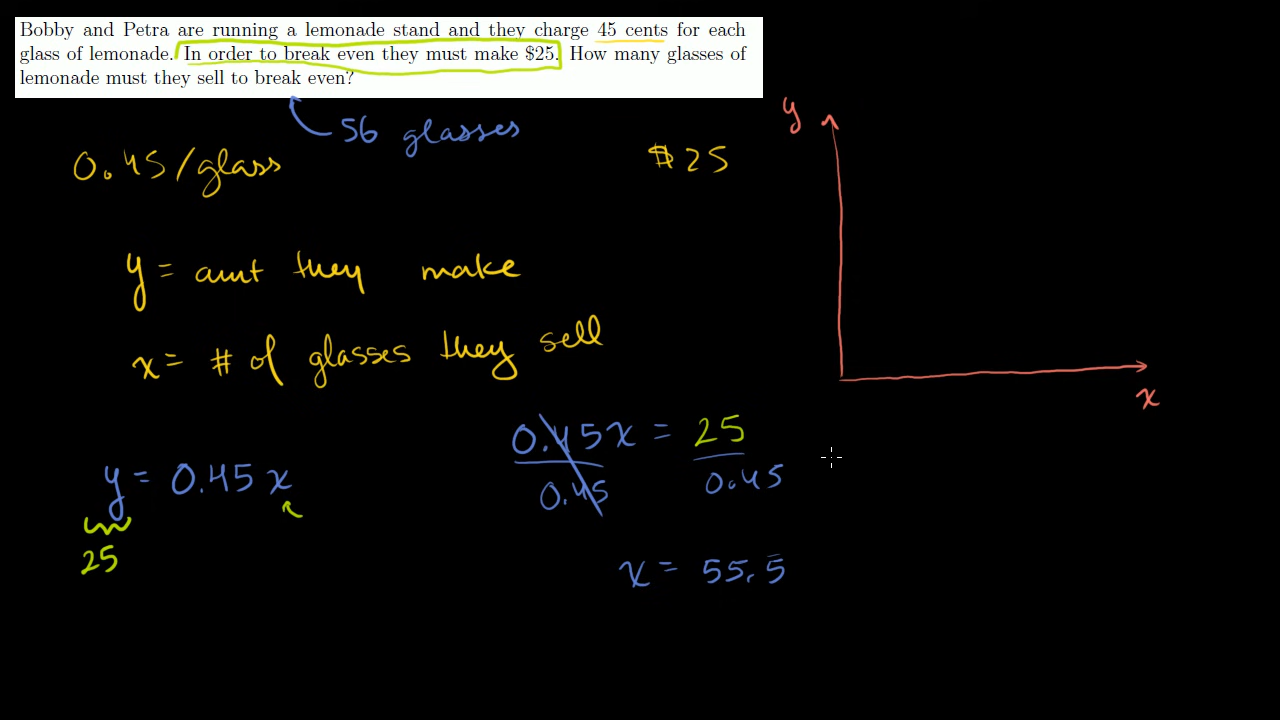 Bobby and Petra are running a lemonade stand and they charge 45 cents for each
glass of lemonade. In order to break even they must make $25. How many glasses of
lemonade must they sell to break even?
56 glasses
0.45/glass
$25
y
y = amt they make
x = # of glasses they sell
x
0.45x = 25
0.45 0.45
y = 0.45x
25
x = 55.5